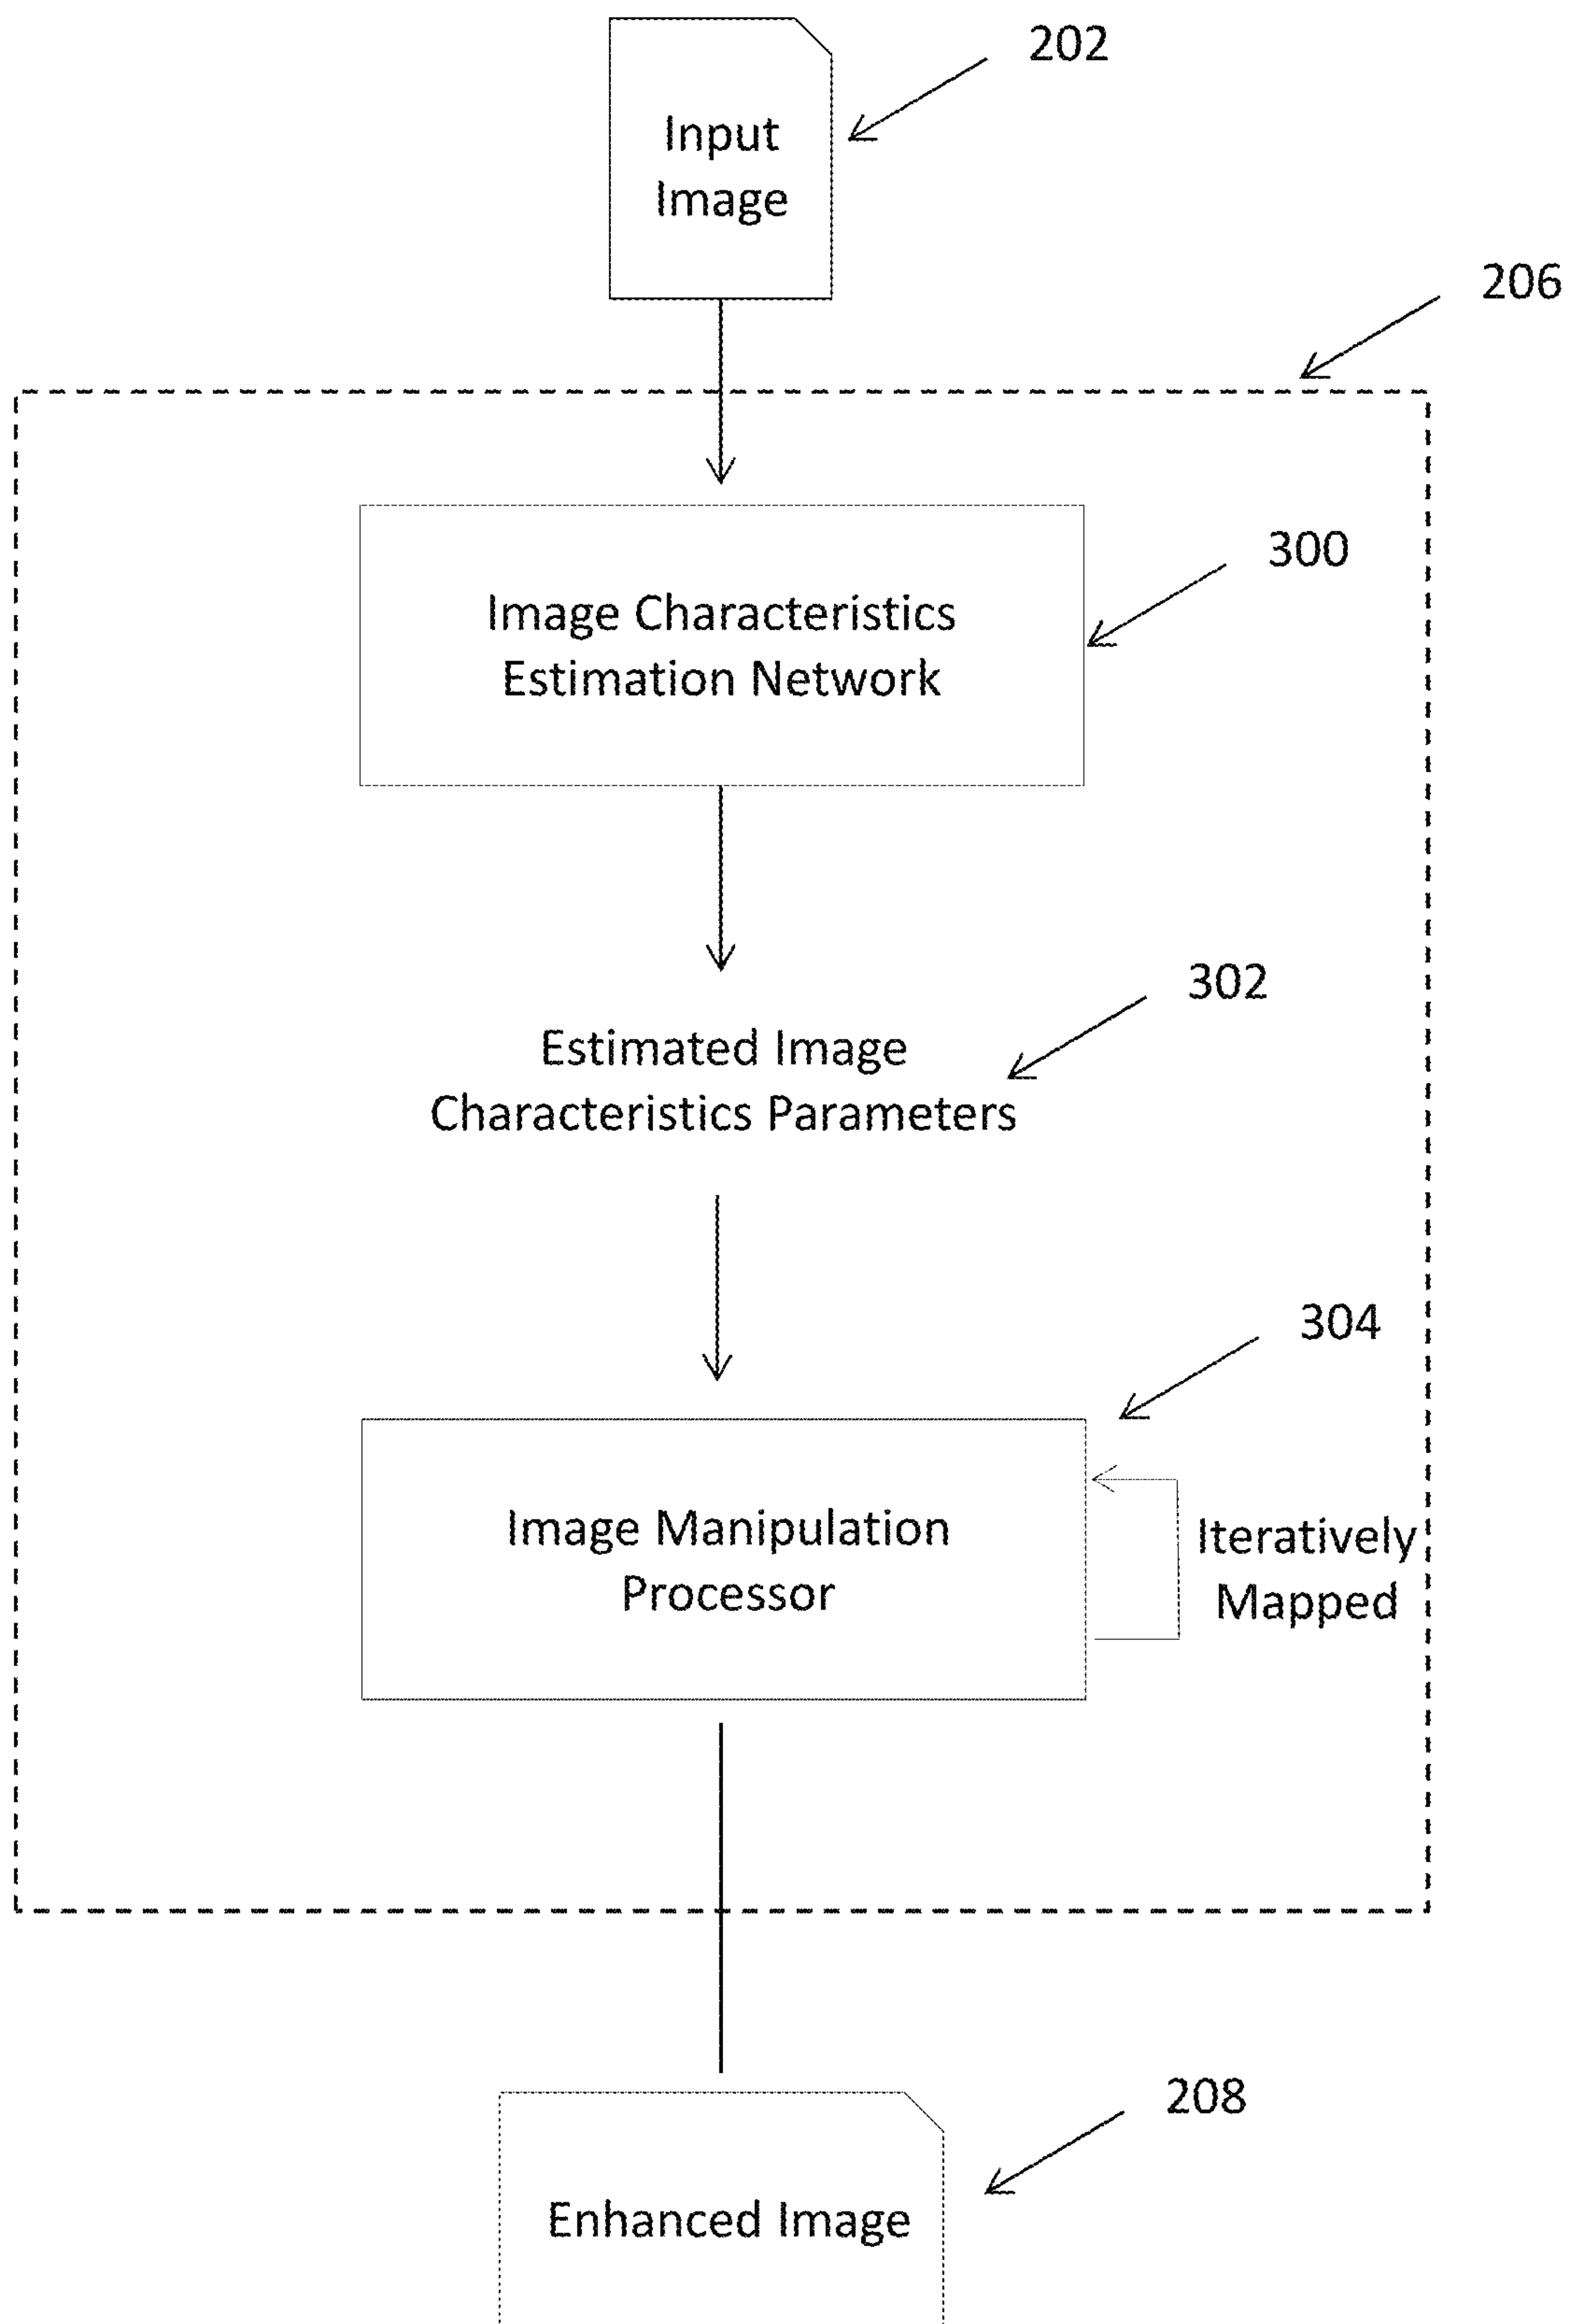 202
Input
Image
206
300
Image Characteristics
Estimation Network
302
Estimated Image
Characteristics Parameters
304
Image Manipulation
Processor
Iteratively
Mapped
208
Enhanced Image